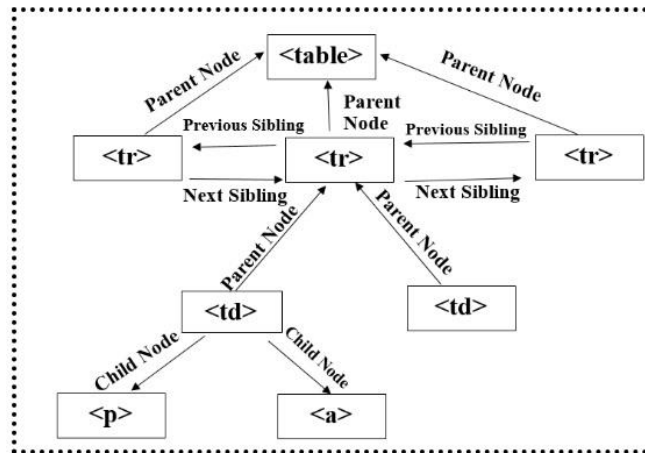 <table>
Parent Node
Parent Node
Parent
Node
Previous Sibling
Previous Sibling
<tr>
<tr>
<tr>
Next Sibling
Next Sibling
Parent Node
Parent Node
<td>
<td>
Child Node
Child Node
<p>
<a>